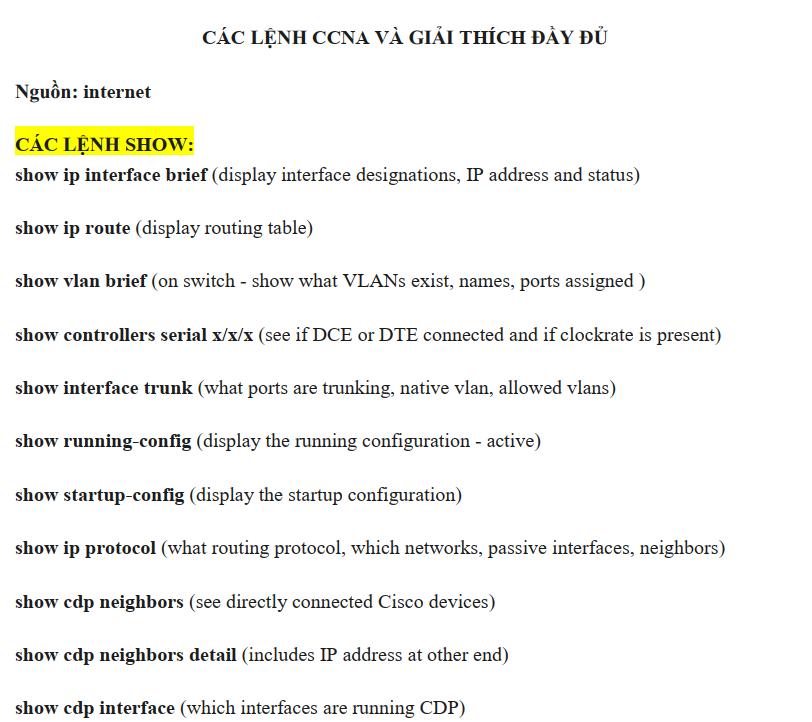 CÁC LỆNH CCNA VÀ GIẢI THÍCH ĐẦY ĐỦ
Nguồn: internet
CÁC LỆNH SHOW:
show ip interface brief (display interface designations, IP address and status)
show ip route (display routing table)
show vlan brief (on switch - show what VLANs exist, names, ports assigned )
show controllers serial x/x/x (see if DCE or DTE connected and if clockrate is present)
show interface trunk (what ports are trunking, native vlan, allowed vlans)
show running-config (display the running configuration - active)
show startup-config (display the startup configuration)
show ip protocol (what routing protocol, which networks, passive interfaces, neighbors)
show cdp neighbors (see directly connected Cisco devices)
show cdp neighbors detail (includes IP address at other end)
show cdp interface (which interfaces are running CDP)